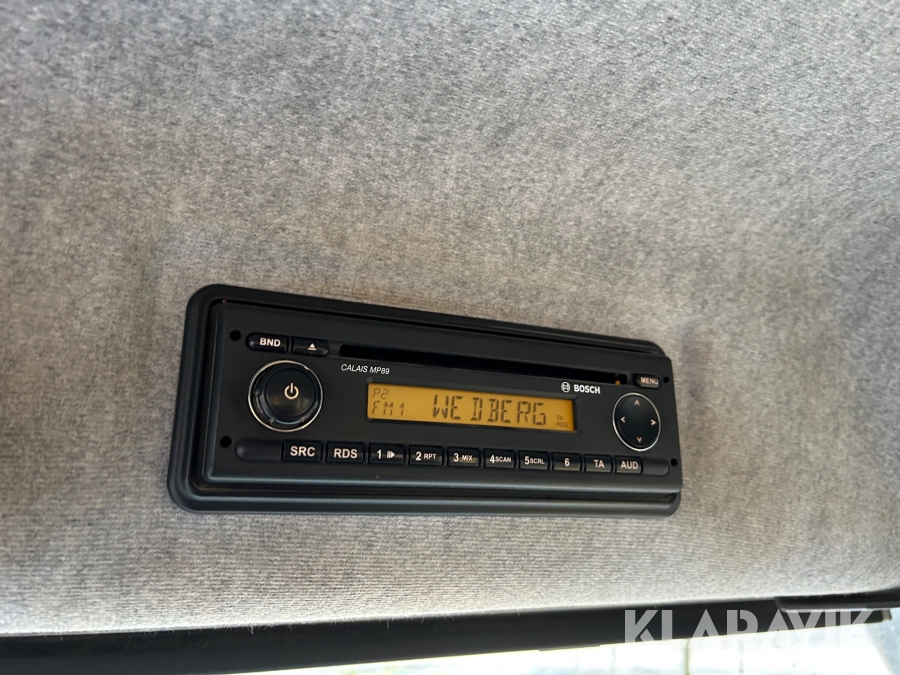 BND
MENU
CALAIS MP89
BOSCH
P2
FM1 WEDBERG
TA
SRC RDS 1 2 RPT 3 MIX 4 SCAN 5 SCRL 6 TA AUD
KLARAVIK